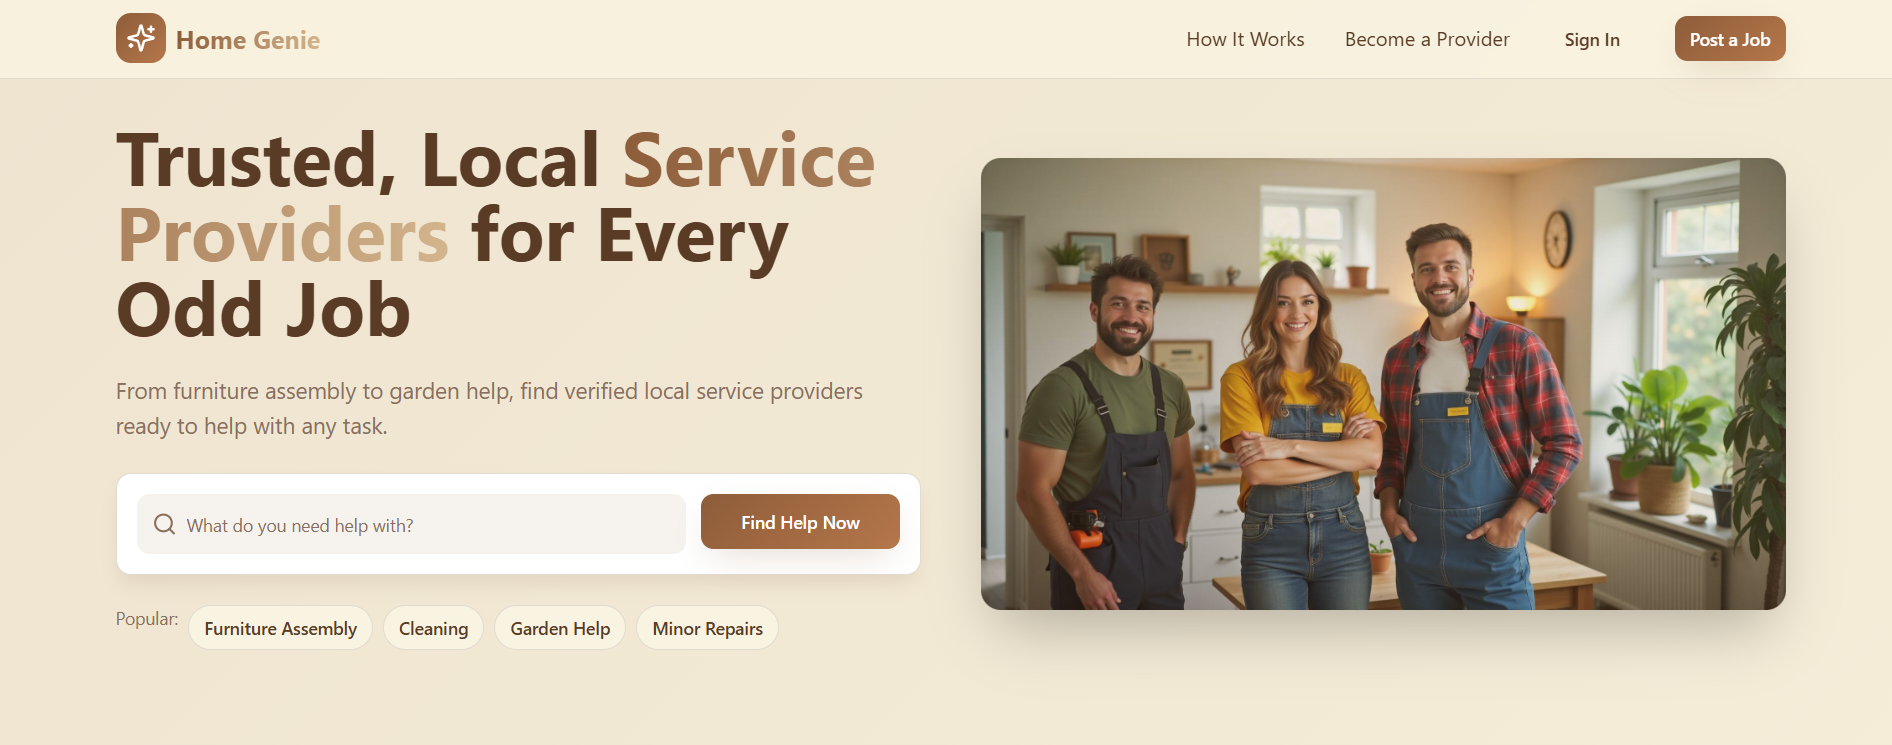 Home Genie
How It Works
Become a Provider
Sign In
Post a Job
Trusted, Local Service
Providers for Every
Odd Job
From furniture assembly to garden help, find verified local service providers
ready to help with any task.
What do you need help with?
Find Help Now
Popular:
Furniture Assembly
Cleaning
Garden Help
Minor Repairs